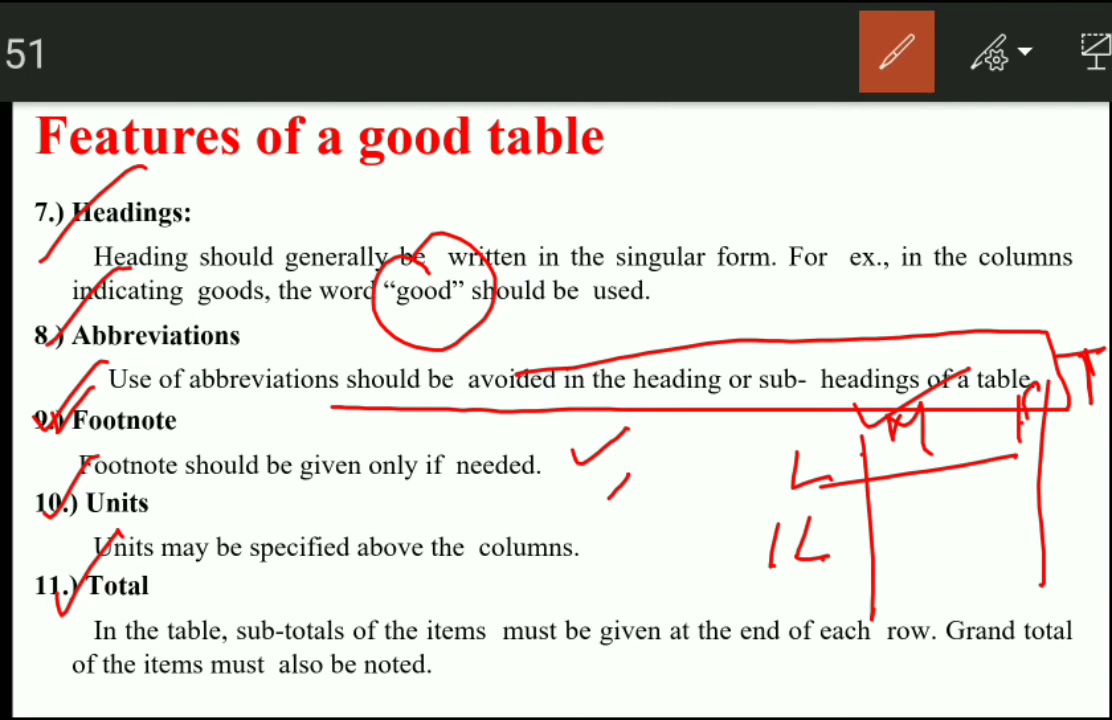 51
Features of a good table
7.) Headings:
Heading should generally be written in the singular form. For ex., in the columns
indicating goods, the word “good” should be used.
8.) Abbreviations
Use of abbreviations should be avoided in the heading or sub- headings of a table.
9.) Footnote
Footnote should be given only if needed.
10.) Units
Units may be specified above the columns.
11.) Total
In the table, sub-totals of the items must be given at the end of each row. Grand total
of the items must also be noted.